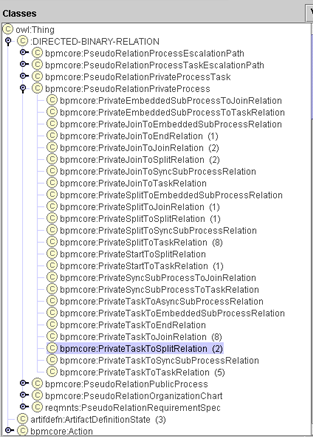 Classes
owl:Thing
:DIRECTED-BINARY-RELATION
bpmcore:PseudoRelationProcessEscalationPath
bpmcore:PseudoRelationProcessTaskEscalationPath
bpmcore:PseudoRelationPrivateProcessTask
bpmcore:PseudoRelationPrivateProcess
bpmcore:PrivateEmbeddedSubProcessToJoinRelation
bpmcore:PrivateEmbeddedSubProcessToTaskRelation
bpmcore:PrivateJoinToEmbeddedSubProcessRelation
bpmcore:PrivateJoinToEndRelation (1)
bpmcore:PrivateJoinToJoinRelation (2)
bpmcore:PrivateJoinToSplitRelation (2)
bpmcore:PrivateJoinToSyncSubProcessRelation
bpmcore:PrivateJoinToTaskRelation
bpmcore:PrivateSplitToEmbeddedSubProcessRelation
bpmcore:PrivateSplitToJoinRelation (1)
bpmcore:PrivateSplitToSplitRelation (1)
bpmcore:PrivateSplitToSyncSubProcessRelation
bpmcore:PrivateSplitToTaskRelation (8)
bpmcore:PrivateStartToSplitRelation
bpmcore:PrivateStartToTaskRelation (1)
bpmcore:PrivateSyncSubProcessToJoinRelation
bpmcore:PrivateSyncSubProcessToTaskRelation
bpmcore:PrivateTaskToAsyncSubProcessRelation
bpmcore:PrivateTaskToEmbeddedSubProcessRelation
bpmcore:PrivateTaskToEndRelation
bpmcore:PrivateTaskToJoinRelation (8)
bpmcore:PrivateTaskToSplitRelation (2)
bpmcore:PrivateTaskToSyncSubProcessRelation
bpmcore:PrivateTaskToTaskRelation (5)
bpmcore:PseudoRelationPublicProcess
bpmcore:PseudoRelationOrganizationChart
reqmnts:PseudoRelationRequirementSpec
artifdefn:ArtifactDefinitionState (3)
bpmcore:Action